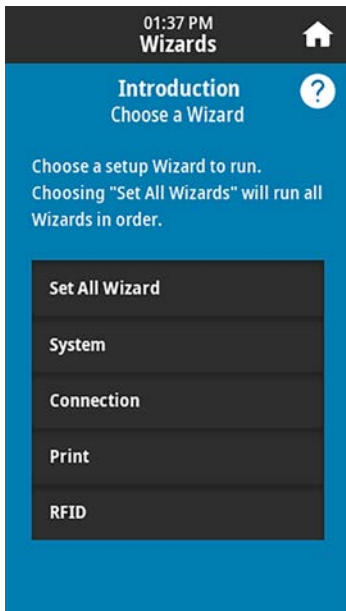 01:37 PM
Wizards
Introduction
?
Choose a Wizard
Choose a setup Wizard to run.
Choosing "Set All Wizards" will run all
Wizards in order.
Set All Wizard
System
Connection
Print
RFID